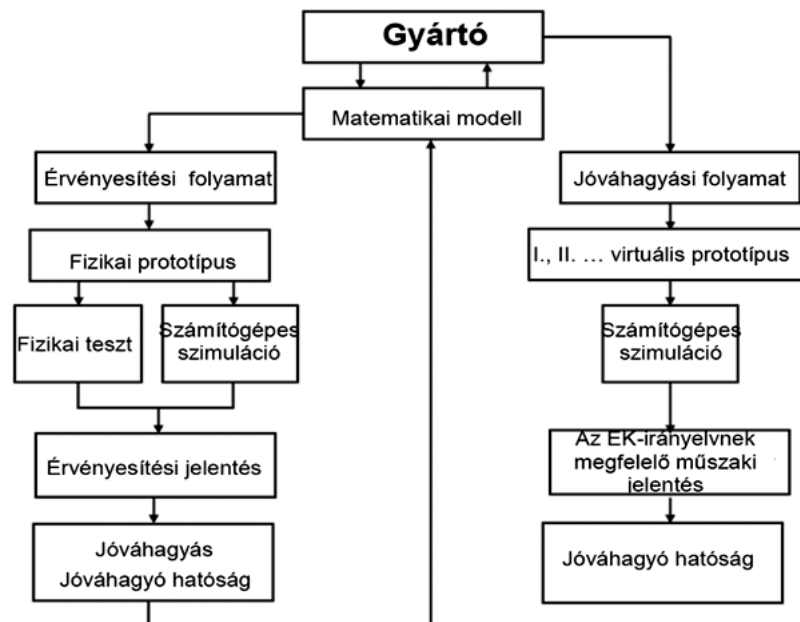 Gyártó
Matematikai modell
Érvényesítési folyamat
Fizikai prototípus
Fizikai teszt
Számítógépes
szimuláció
Érvényesítési jelentés
Jóváhagyás
Jóváhagyó hatóság
Jóváhagyási folyamat
I., II. … virtuális prototípus
Számítógépes
szimuláció
Az EK-irányelvnek
megfelelő műszaki
jelentés
Jóváhagyó hatóság